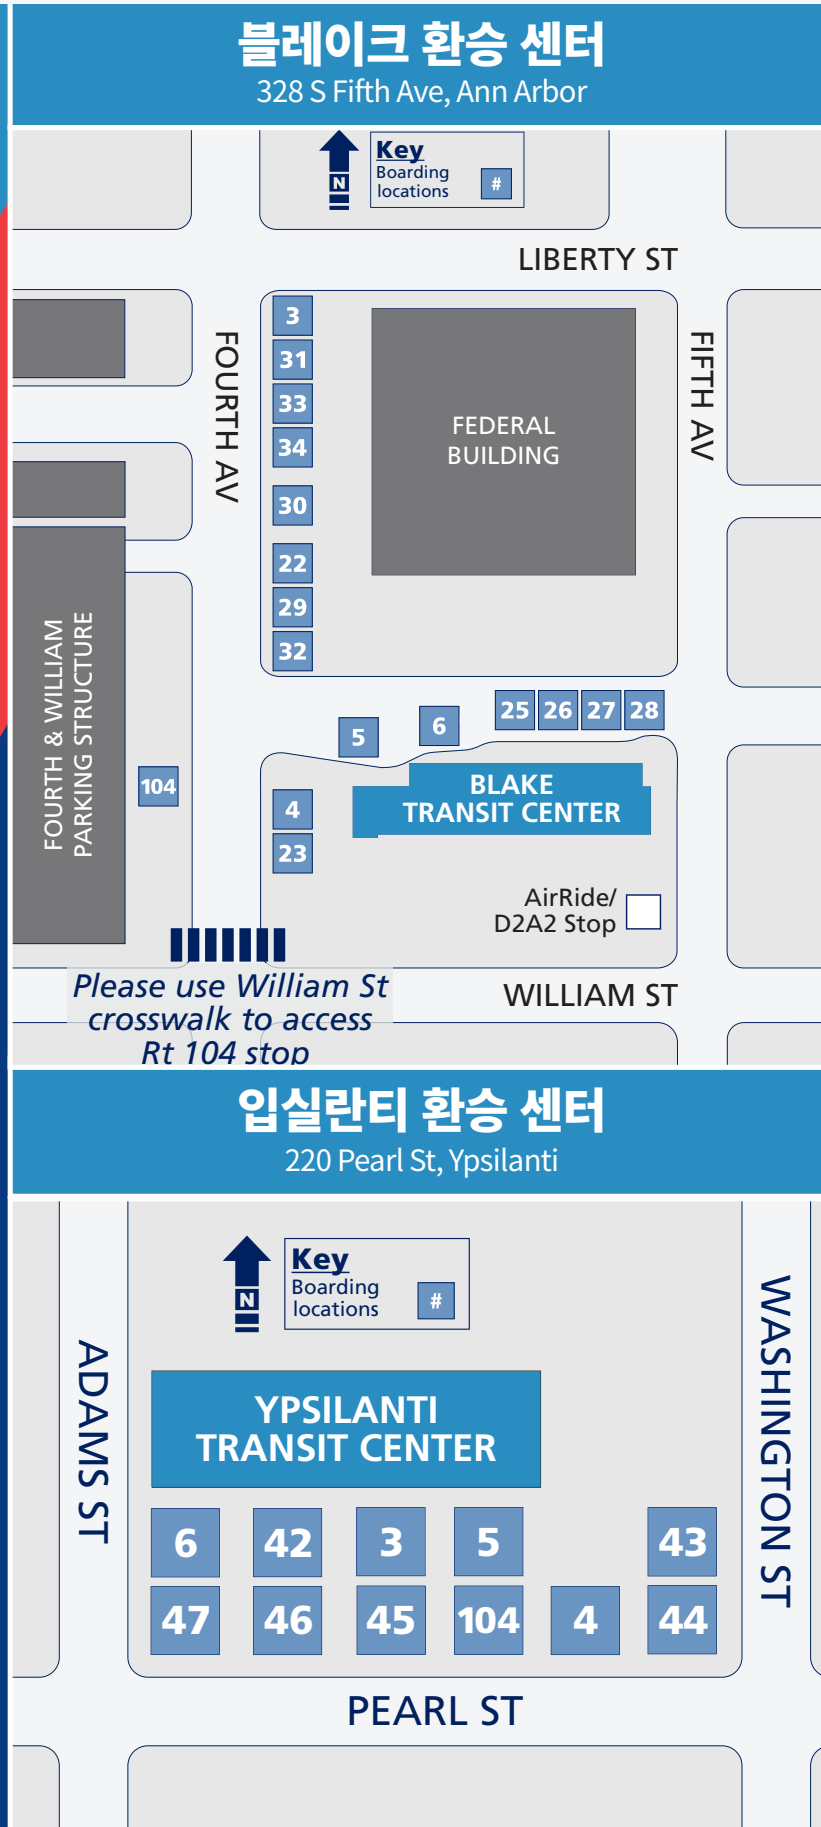 블레이크 환승 센터
328 S Fifth Ave, Ann Arbor
N
Key
Boarding
locations
#
LIBERTY ST
FOURTH AV
FIFTH AV
3
31
33
34
30
22
29
32
FEDERAL
BUILDING
FOURTH & WILLIAM
PARKING STRUCTURE
104
5
6
25 26 27 28
4
23
BLAKE
TRANSIT CENTER
AirRide/
D2A2 Stop
Please use William St
crosswalk to access
Rt 104 stop
WILLIAM ST
입실란티 환승 센터
220 Pearl St, Ypsilanti
N
Key
Boarding
locations
#
ADAMS ST
WASHINGTON ST
YPSILANTI
TRANSIT CENTER
6 42 3 5 43
47 46 45 104 4 44
PEARL ST